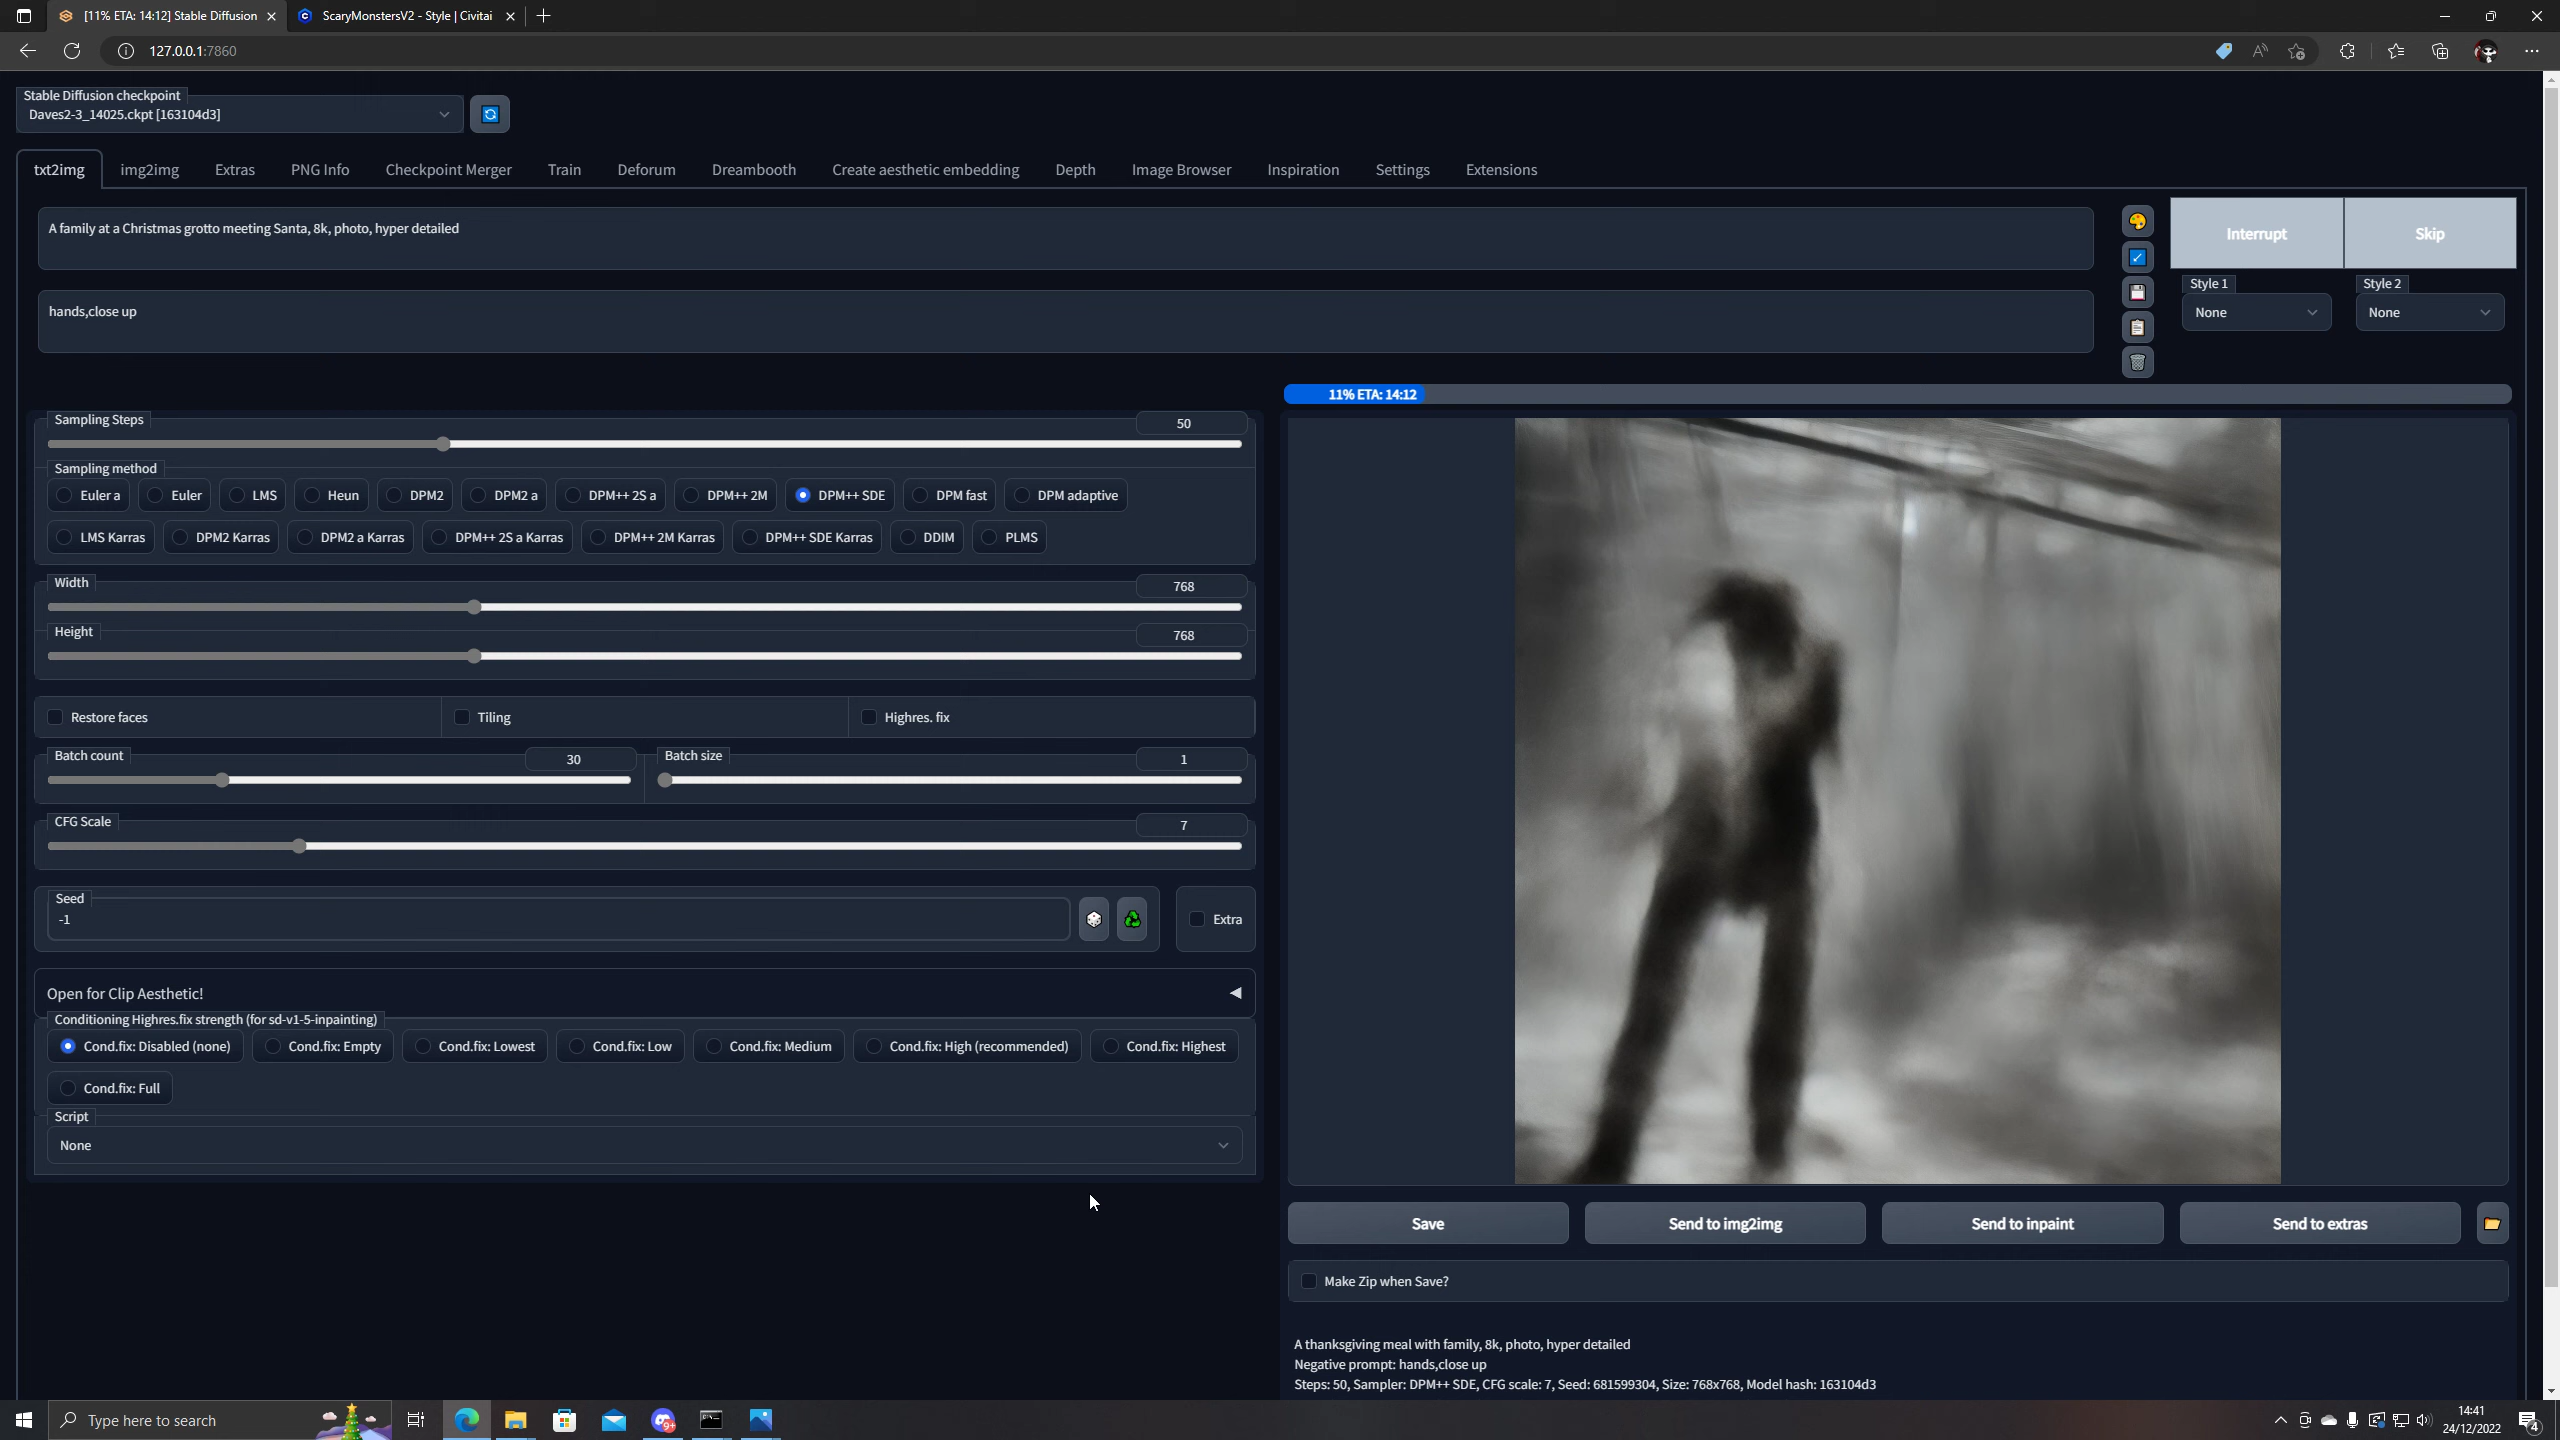 [11% ETA: 14:12] Stable Diffusion
ScaryMonstersV2 - Style | Civitai
127.0.0.1:7860
Stable Diffusion checkpoint
Daves2-3_14025.ckpt [163104d3]
txt2img img2img Extras PNG Info Checkpoint Merger Train Deforum Dreambooth Create aesthetic embedding Depth Image Browser Inspiration Settings Extensions
A family at a Christmas grotto meeting Santa, 8k, photo, hyper detailed
Interrupt Skip
Style 1 Style 2
None None
hands,close up
11% ETA: 14:12
Sampling Steps 50
Sampling method
Euler a Euler LMS Heun DPM2 DPM2 a DPM++ 2S a DPM++ 2M DPM++ SDE DPM fast DPM adaptive
LMS Karras DPM2 Karras DPM2 a Karras DPM++ 2S a Karras DPM++ 2M Karras DPM++ SDE Karras DDIM PLMS
Width 768
Height 768
Restore faces Tiling Highres. fix
Batch count 30 Batch size 1
CFG Scale 7
Seed
-1
Extra
Open for Clip Aesthetic!
Conditioning Highres.fix strength (for sd-v1-5-inpainting)
Cond.fix: Disabled (none) Cond.fix: Empty Cond.fix: Lowest Cond.fix: Low Cond.fix: Medium Cond.fix: High (recommended) Cond.fix: Highest
Cond.fix: Full
Script
None
Save Send to img2img Send to inpaint Send to extras
Make Zip when Save?
A thanksgiving meal with family, 8k, photo, hyper detailed
Negative prompt: hands,close up
Steps: 50, Sampler: DPM++ SDE, CFG scale: 7, Seed: 681599304, Size: 768x768, Model hash: 163104d3
Type here to search
9+
14:41
24/12/2022
4